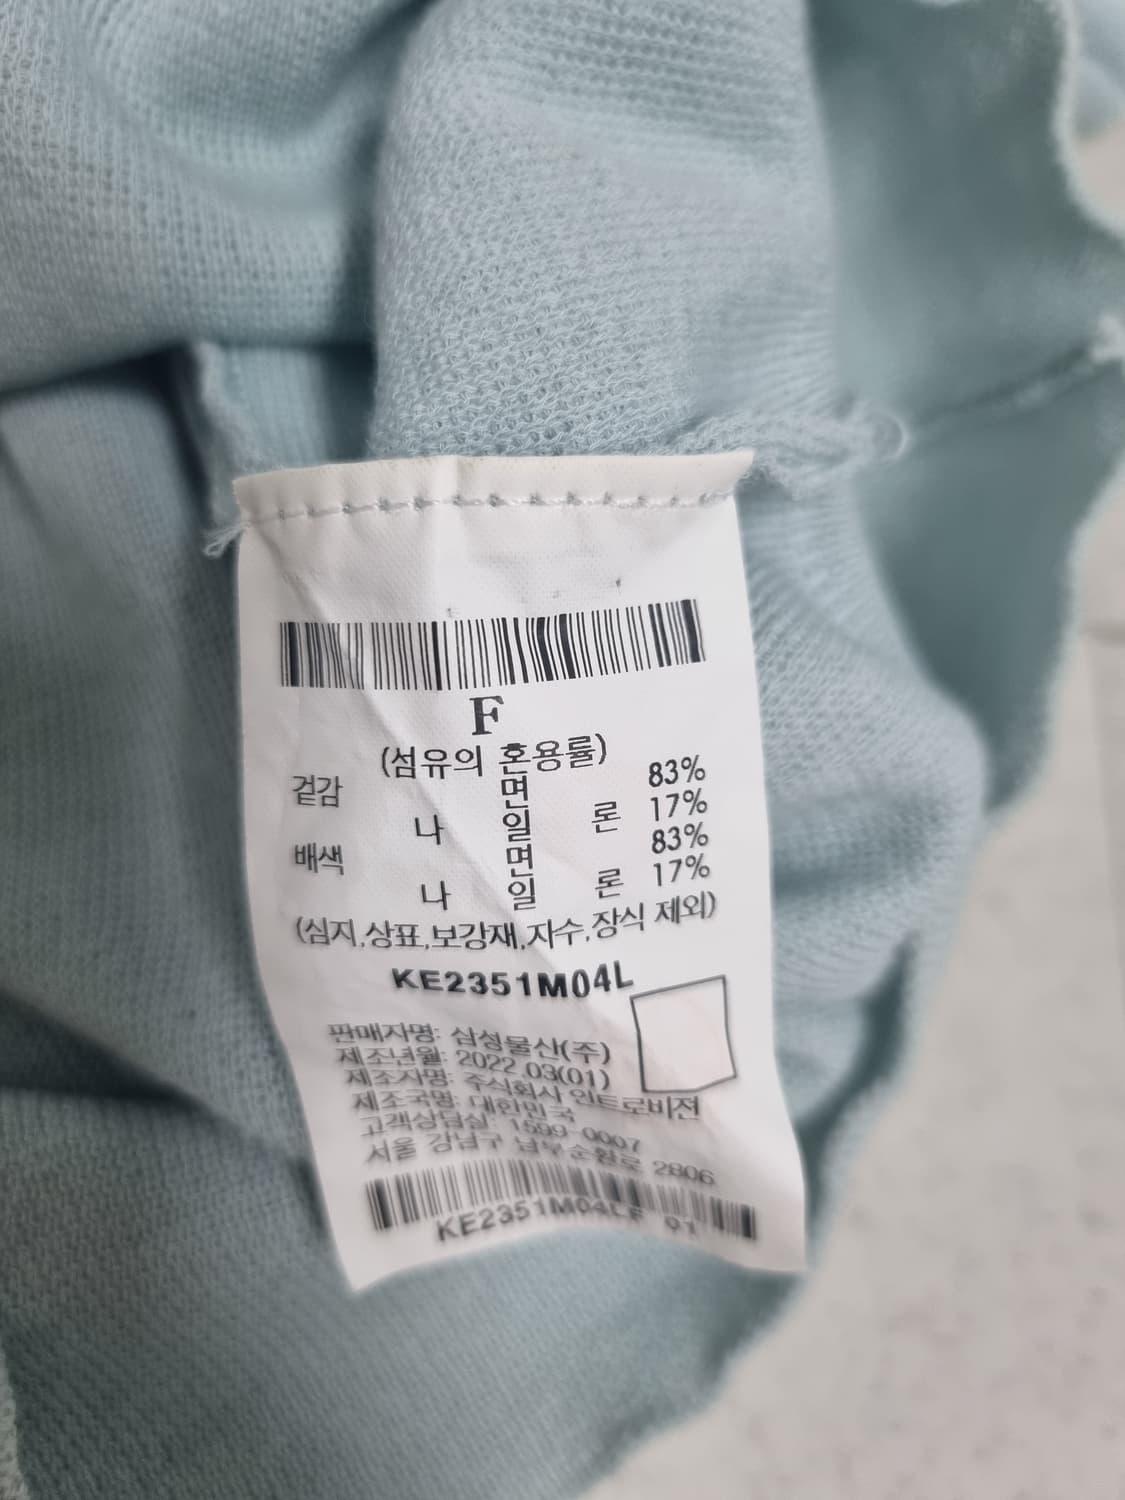 F
(섬유의 혼용률)
겉감 면 83%
나 일 론 17%
배색 면 83%
나 일 론 17%
(심지,상표,보강재,자수,장식 제외)
KE2351M04L
판매자명: 삼성물산(주)
제조년월: 2022.03(01)
제조자명: 주식회사 인트로비전
제조국명: 대한민국
고객상담실: 1599-0007
서울 강남구 남부순환로 2806
KE2351M04LF 01